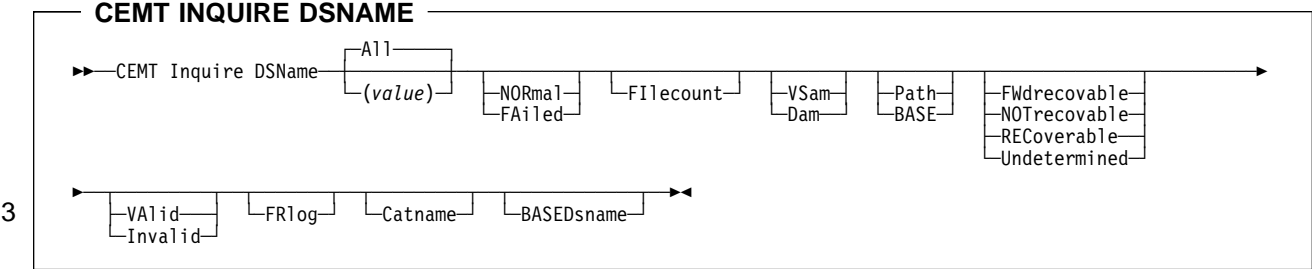 CEMT INQUIRE DSNAME
All
CEMT Inquire DSName
(value) NORmal FIlecount VSam Path FWdrecovable
FAiled Dam BASE NOTrecovable
RECoverable
Undetermined
3 VAlid FRlog Catname BASEDsname
Invalid